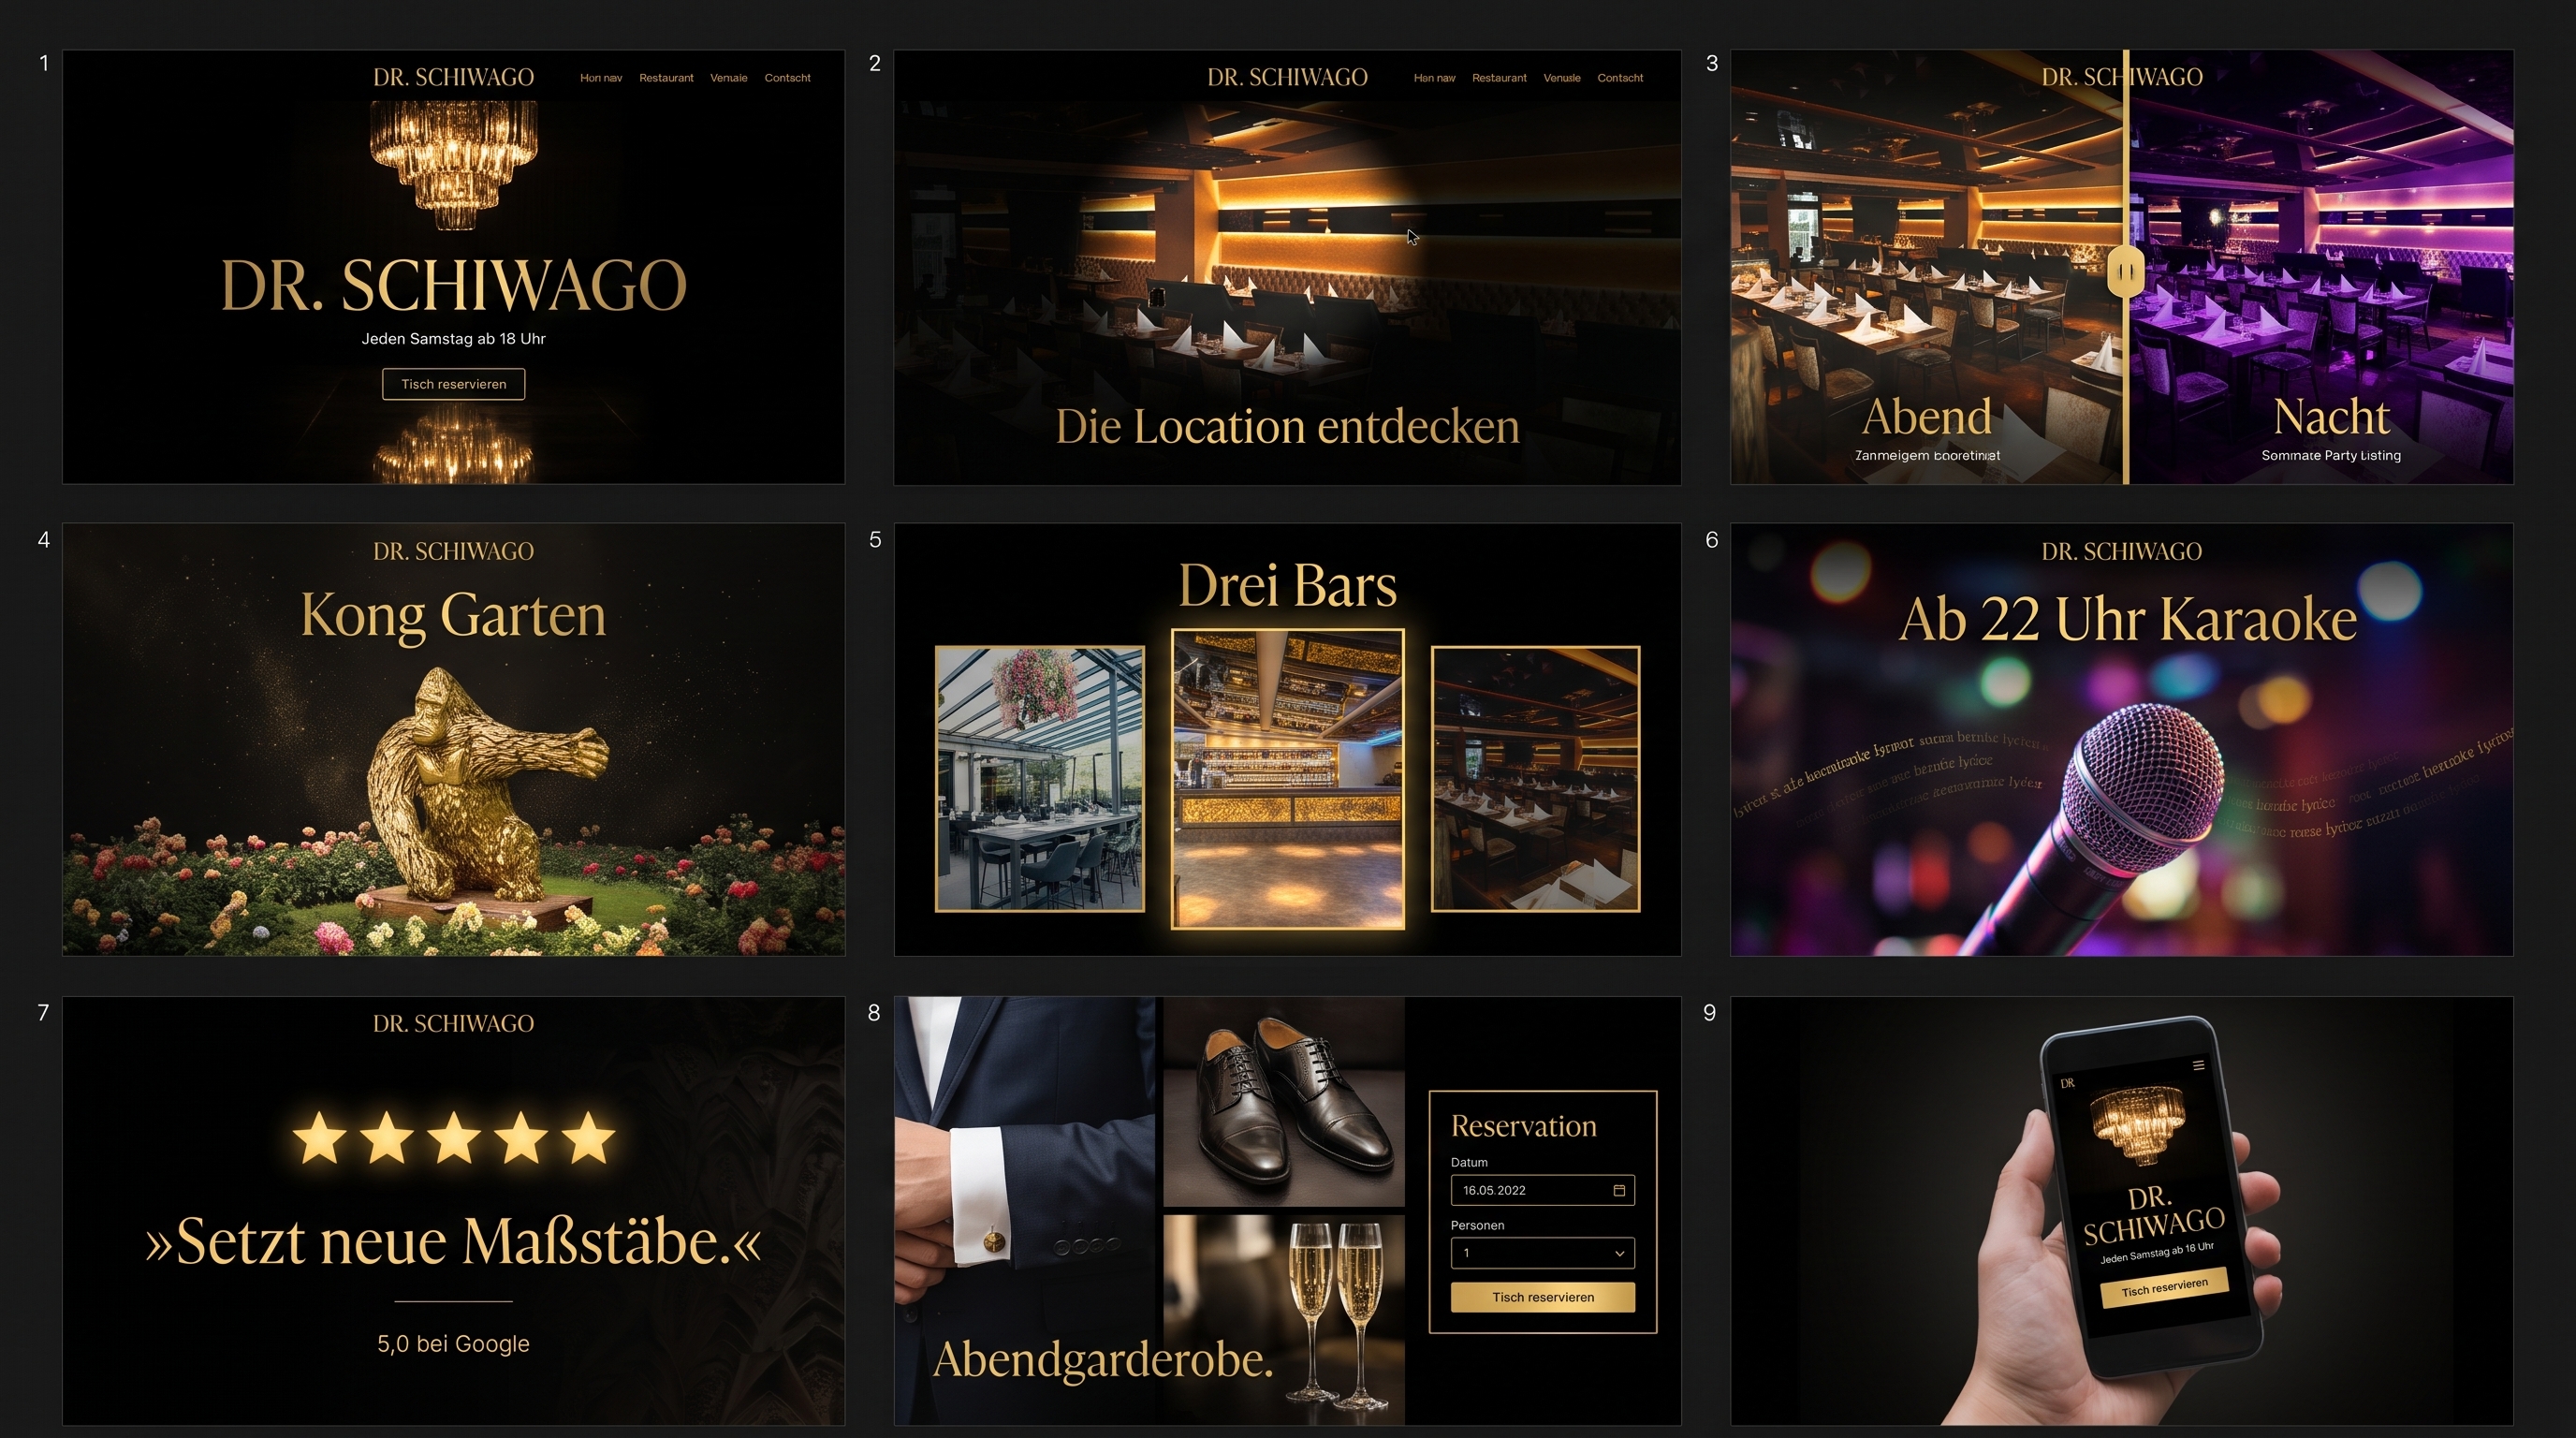 1
DR. SCHIWAGO
Hon nav Restaurant Vemaie Contscht
DR. SCHIWAGO
Jeden Samstag ab 18 Uhr
Tisch reservieren
2
DR. SCHIWAGO
Han nav Restaurant Venusle Contacht
Die Location entdecken
3
DR. SCHIWAGO
Abend
Nacht
Sommate Party Listing
4
DR. SCHIWAGO
Kong Garten
5
Drei Bars
6
DR. SCHIWAGO
Ab 22 Uhr Karaoke
7
DR. SCHIWAGO
»Setzt neue Maßstäbe.«
5,0 bei Google
8
Abendgarderobe.
Reservation
Datum
16.05.2022
Personen
1
Tisch reservieren
9
DR
DR.
SCHIWAGO
Jeden Samstag ab 16 Uhr
Tisch reservieren